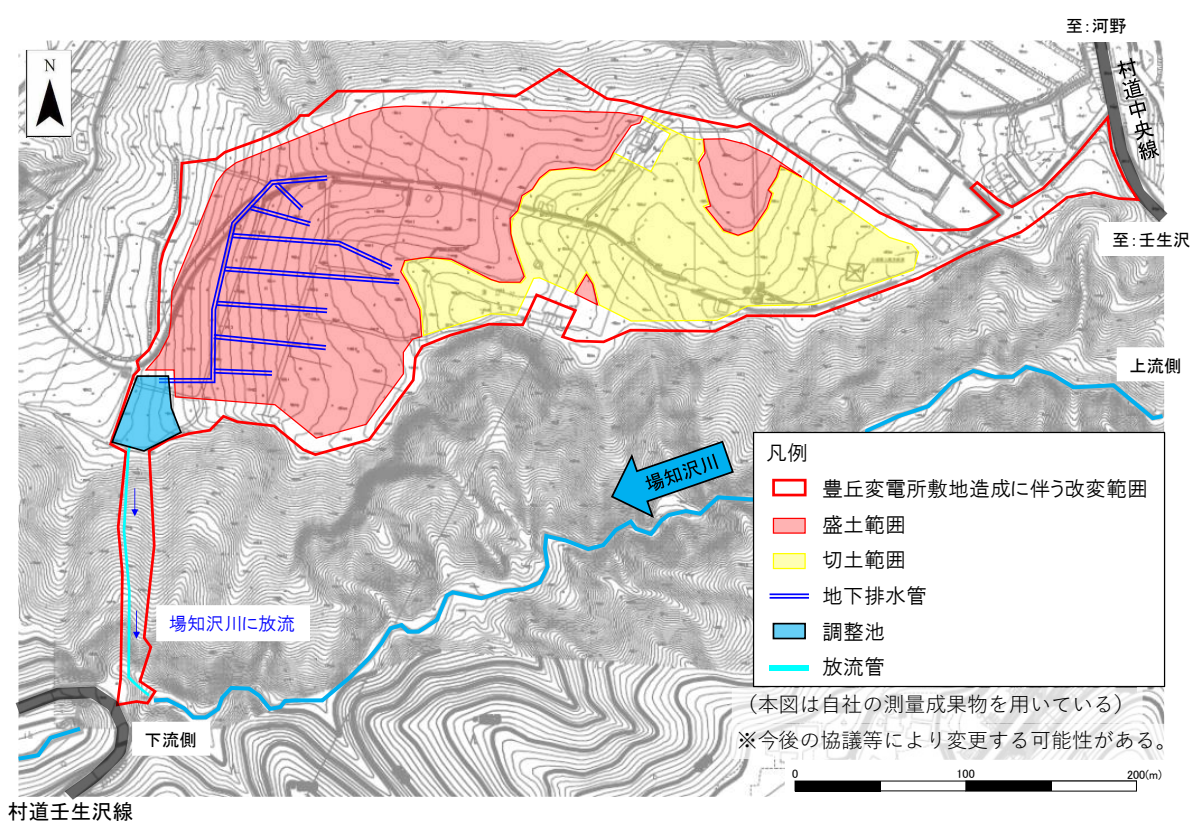 至:河野
N
村道中央線
至:壬生沢
上流側
場知沢川
凡例
豊丘変電所敷地造成に伴う改変範囲
盛土範囲
切土範囲
地下排水管
調整池
放流管
場知沢川に放流
(本図は自社の測量成果物を用いている)
※今後の協議等により変更する可能性がある。
下流側
0 100 200(m)
村道壬生沢線